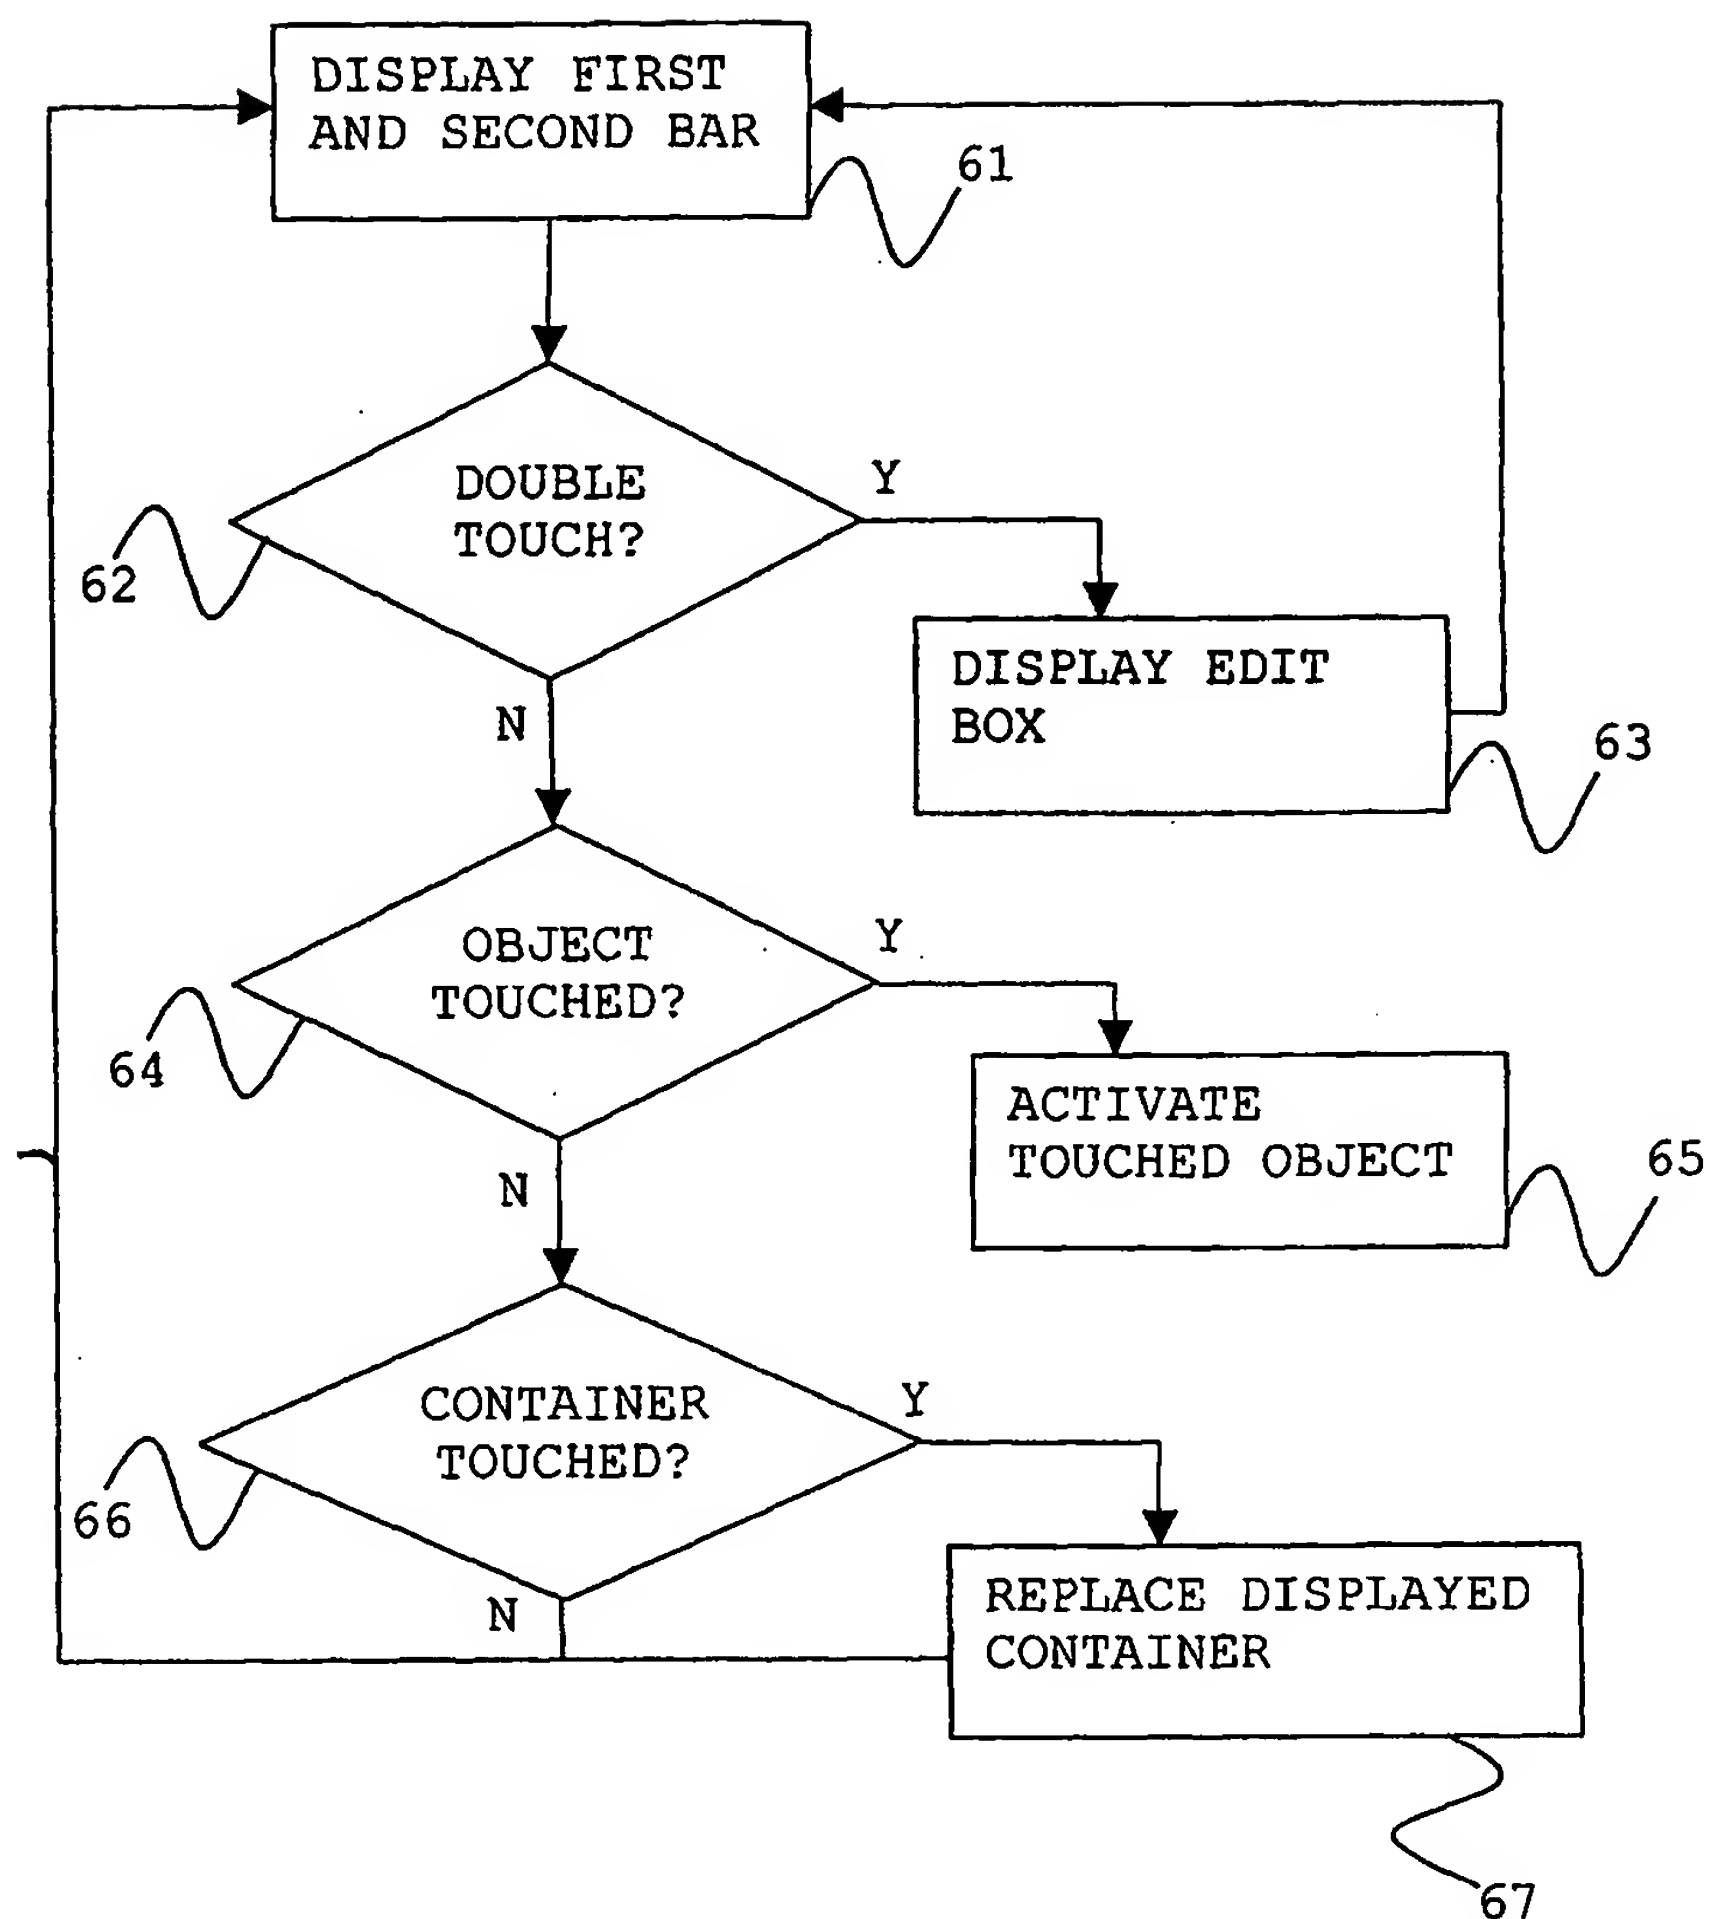 DISPLAY FIRST
AND SECOND BAR
61
DOUBLE
TOUCH?
Y
62
N
DISPLAY EDIT
BOX
63
OBJECT
TOUCHED?
Y
64
N
ACTIVATE
TOUCHED OBJECT
65
CONTAINER
TOUCHED?
Y
66
N
REPLACE DISPLAYED
CONTAINER
67